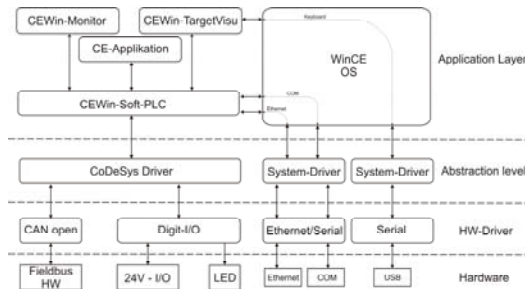 CEWin-Monitor
CEWin-TargetVisu
Keyboard
CE-Applikation
WinCE
OS
Application Layer
COM
CEWin-Soft-PLC
Ethernet
CoDeSys Driver
System-Driver
System-Driver
Abstraction level
CAN open
Digit-I/O
Ethernet/Serial
Serial
HW-Driver
Fieldbus
HW
24V - I/O
LED
Ethernet
COM
USB
Hardware